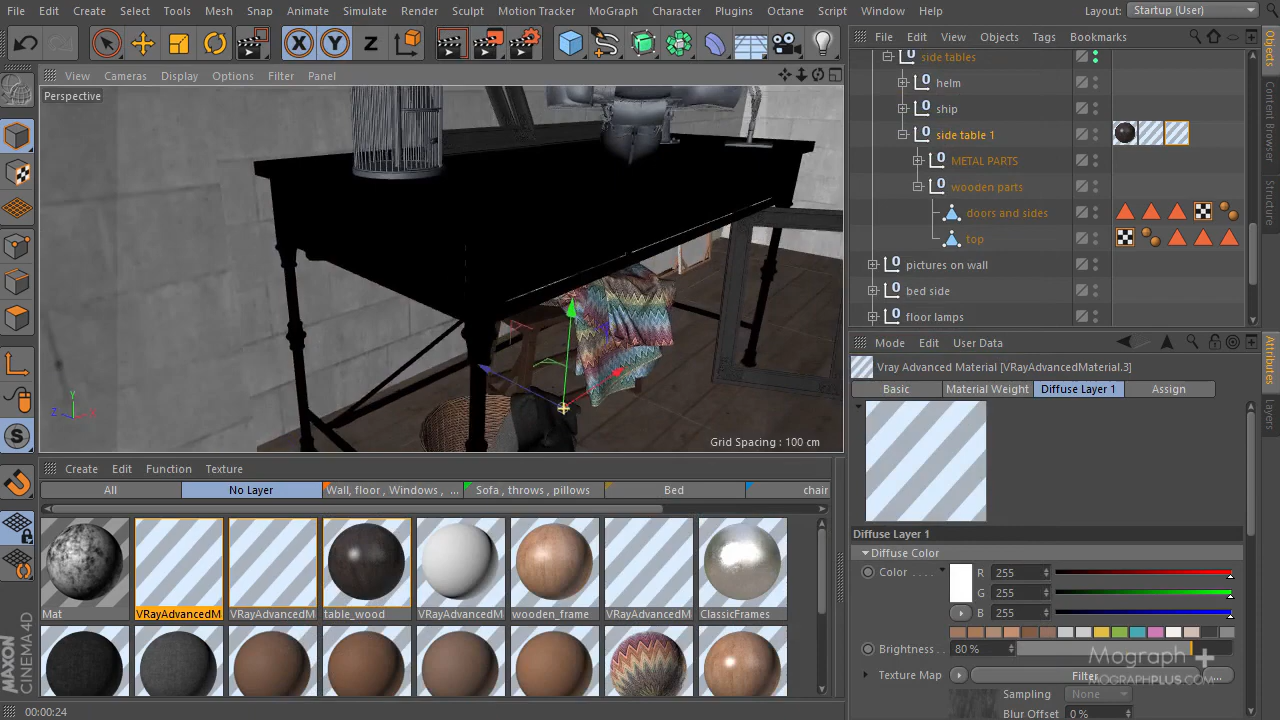 File Edit Create Select Tools Mesh Snap Animate Simulate Render Sculpt Motion Tracker MoGraph Character Plugins Octane Script Window Help Layout: Startup (User)
X Y Z
View Cameras Display Options Filter Panel
Perspective
Grid Spacing : 100 cm
Y
Z X
File Edit View Objects Tags Bookmarks
side tables
helm
ship
side table 1
METAL PARTS
wooden parts
doors and sides
top
pictures on wall
bed side
floor lamps
Objects
Content Browser
Structure
Mode Edit User Data
Vray Advanced Material [VRayAdvancedMaterial.3]
Basic Material Weight Diffuse Layer 1 Assign
Diffuse Layer 1
Diffuse Color
Color . . . . R 255
G 255
B 255
Brightness . . 80 %
Texture Map Filter . . .
Sampling None
Blur Offset 0 %
Attributes
Layers
Create Edit Function Texture
All No Layer Wall, floor , Windows , ... Sofa , throws , pillows Bed chair
Mat VRayAdvancedM VRayAdvancedM table_wood VRayAdvancedM wooden_frame VRayAdvancedM ClassicFrames
MAXON
CINEMA 4D
00:00:24
Mograph +
MOGRAPHPLUS.COM